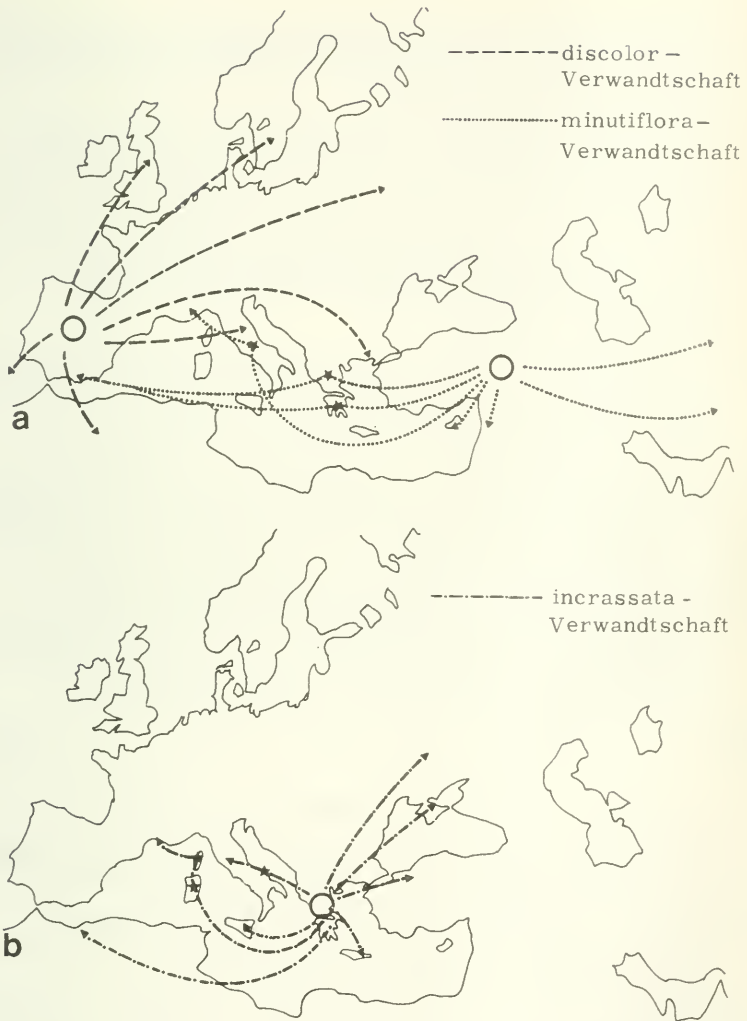 discolor –
Verwandtschaft
minutiflora –
Verwandtschaft
a
incrassata -
Verwandtschaft
b